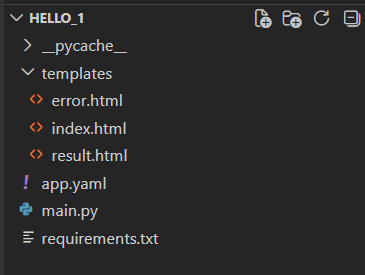 HELLO_1
__pycache__
templates
error.html
index.html
result.html
app.yaml
main.py
requirements.txt